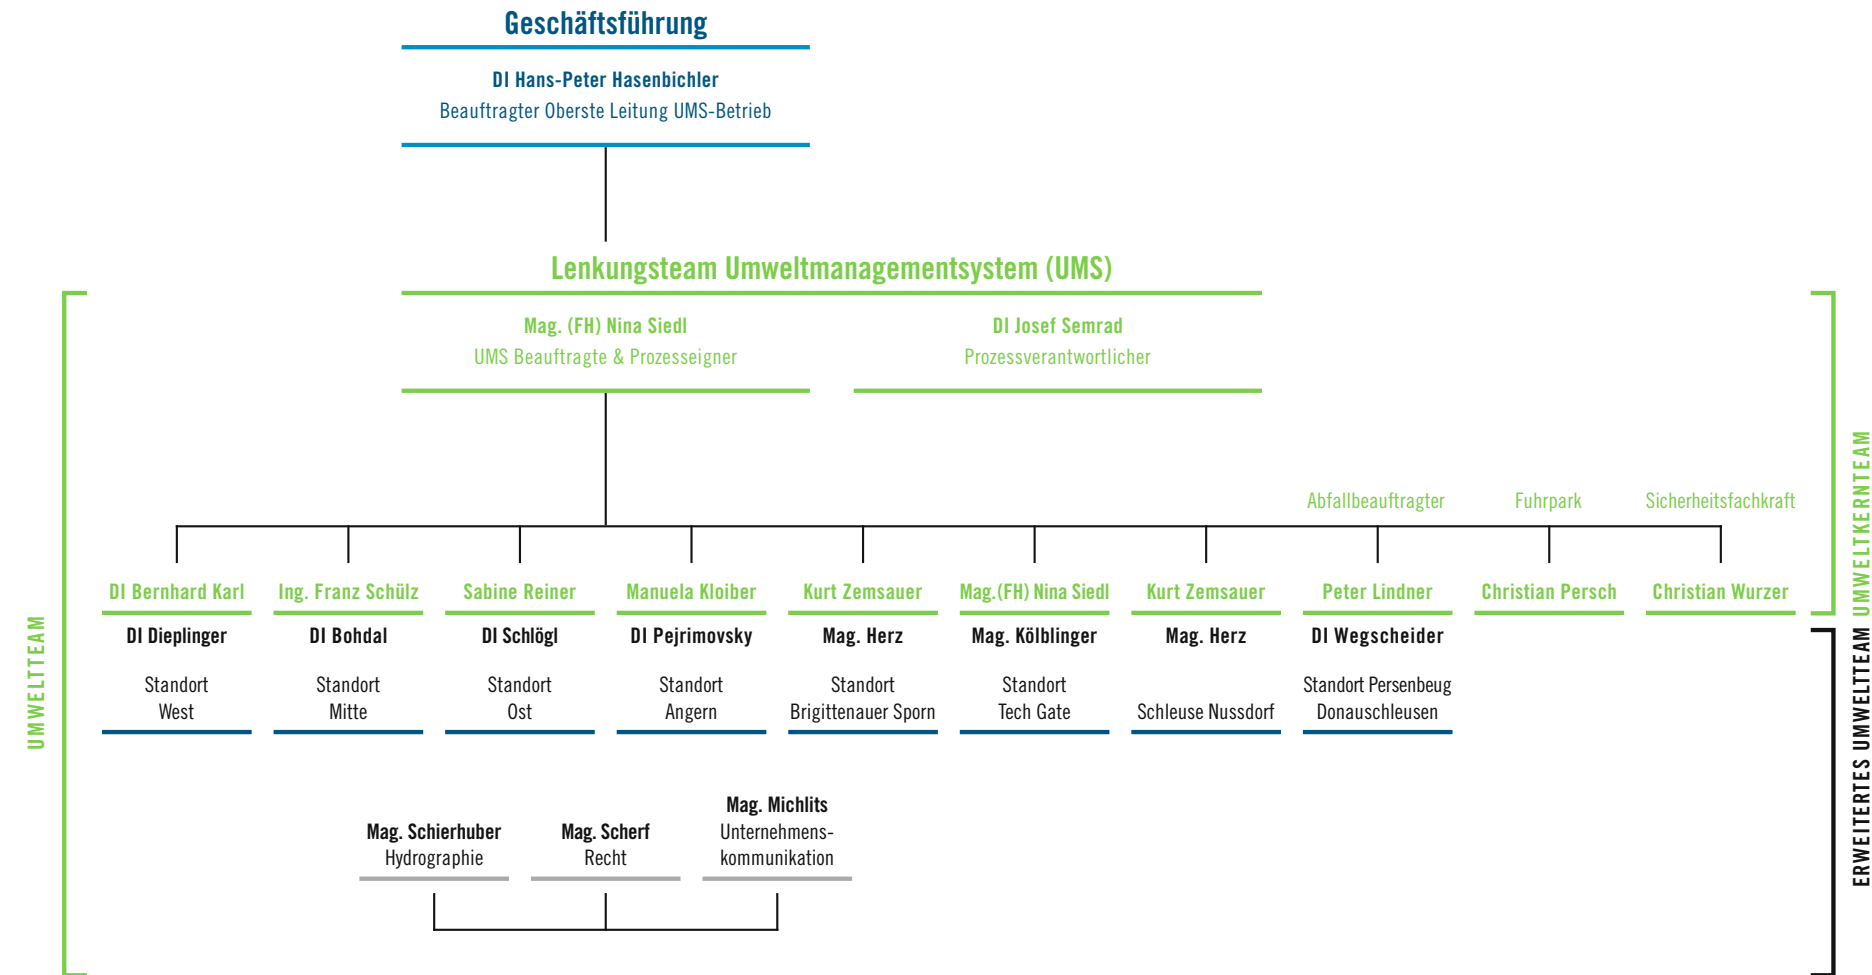 Geschäftsführung
DI Hans-Peter Hasenbichler
Beauftragter Oberste Leitung UMS-Betrieb
Lenkungsteam Umweltmanagementsystem (UMS)
Mag. (FH) Nina Siedl
UMS Beauftragte & Prozesseigner
DI Josef Semrad
Prozessverantwortlicher
Abfallbeauftragter
Fuhrpark
Sicherheitsfachkraft
DI Bernhard Karl
DI Dieplinger
Standort
West
Ing. Franz Schülz
DI Bohdal
Standort
Mitte
Sabine Reiner
DI Schlögl
Standort
Ost
Manuela Kloiber
DI Pejrimovsky
Standort
Angern
Kurt Zemsauer
Mag. Herz
Standort
Brigittenauer Sporn
Mag.(FH) Nina Siedl
Mag. Kölblinger
Standort
Tech Gate
Kurt Zemsauer
Mag. Herz
Schleuse Nussdorf
Peter Lindner
DI Wegscheider
Standort Persenbeug
Donauschleusen
Christian Persch
Christian Wurzer
Mag. Schierhuber
Hydrographie
Mag. Scherf
Recht
Mag. Michlits
Unternehmens-
kommunikation
UMWELTTEAM
UMWELTKERNTEAM
ERWEITERTES UMWELTTEAM